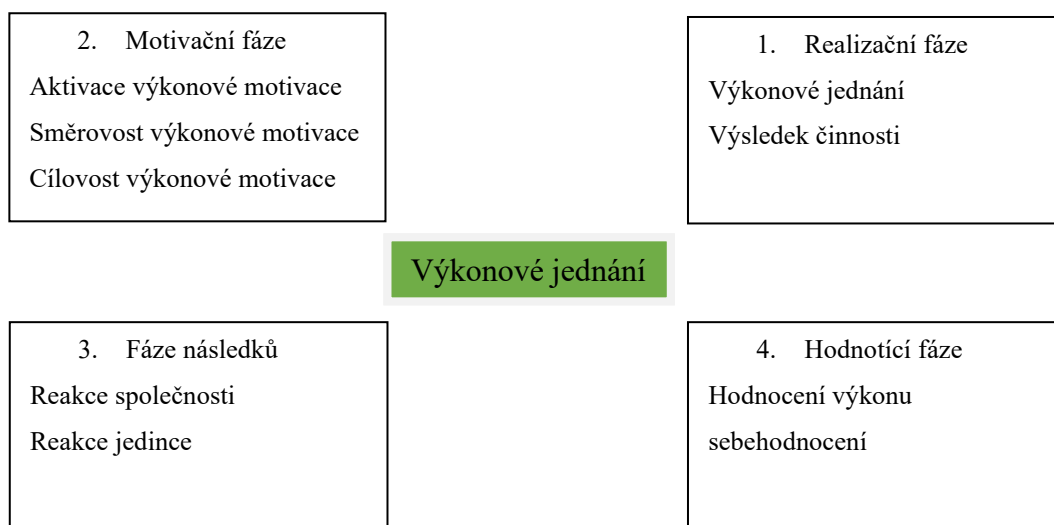 2. Motivační fáze
Aktivace výkonové motivace
Směrovost výkonové motivace
Cílovost výkonové motivace
1. Realizační fáze
Výkonové jednání
Výsledek činnosti
Výkonové jednání
3. Fáze následků
Reakce společnosti
Reakce jedince
4. Hodnotící fáze
Hodnocení výkonu
sebehodnocení